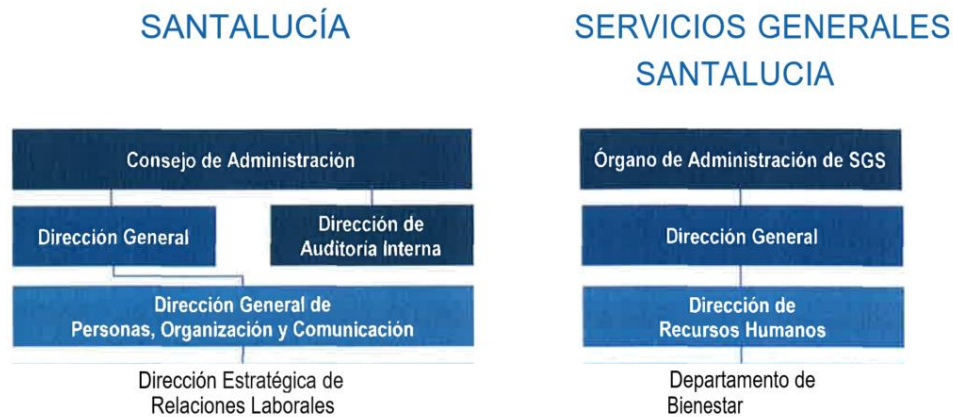 SANTALUCÍA
Consejo de Administración
Dirección General
Dirección de
Auditoría Interna
Dirección General de
Personas, Organización y Comunicación
Dirección Estratégica de
Relaciones Laborales
SERVICIOS GENERALES
SANTALUCIA
Órgano de Administración de SGS
Dirección General
Dirección de
Recursos Humanos
Departamento de
Bienestar